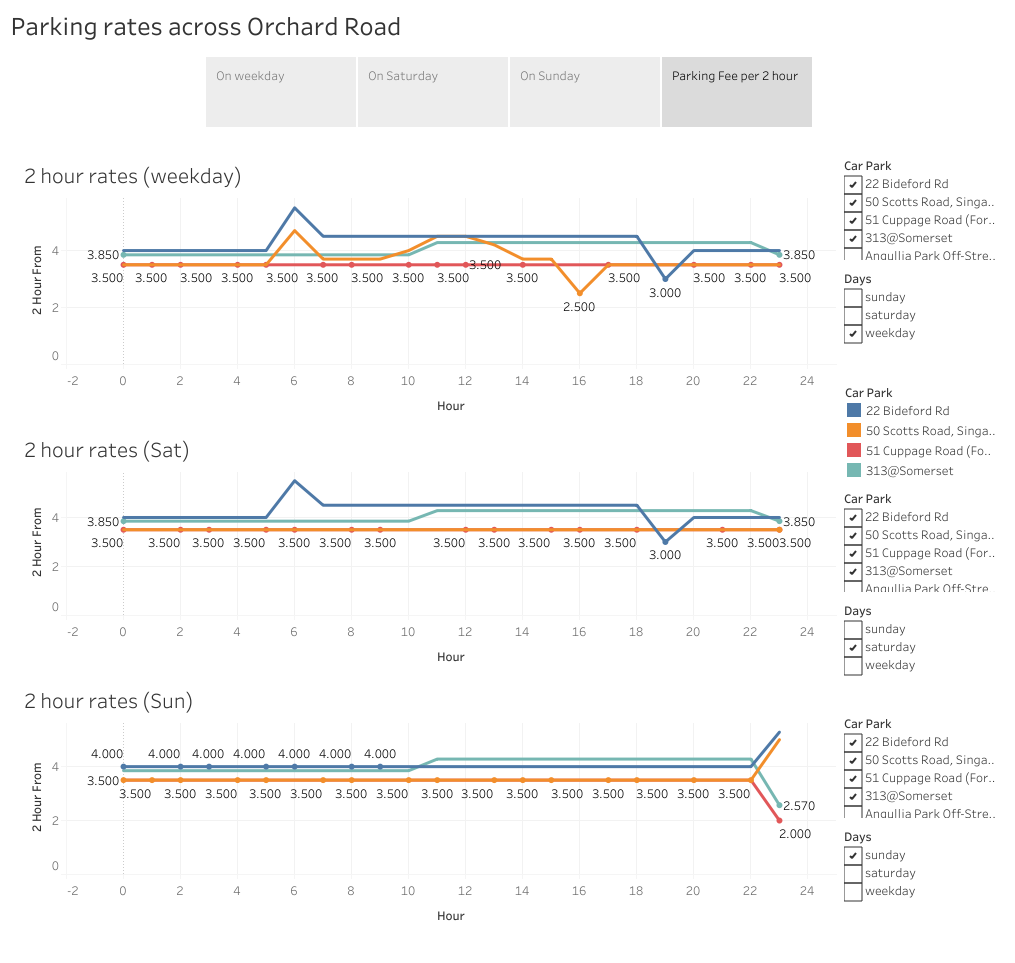 Parking rates across Orchard Road
On weekday
On Saturday
On Sunday
Parking Fee per 2 hour
2 hour rates (weekday)
2 Hour From
4
2
0
3.850
3.500 3.500 3.500 3.500 3.500 3.500 3.500 3.500 3.500 3.500 3.500 3.500 3.500
3.500
2.500
3.000
3.850
-2 0 2 4 6 8 10 12 14 16 18 20 22 24
Hour
Car Park
22 Bideford Rd
50 Scotts Road, Singa..
51 Cuppage Road (For..
313@Somerset
Angullia Park Off-Stre..
Days
sunday
saturday
weekday
Car Park
22 Bideford Rd
50 Scotts Road, Singa..
51 Cuppage Road (Fo..
313@Somerset
2 hour rates (Sat)
2 Hour From
4
2
0
3.850
3.500 3.500 3.500 3.500 3.500 3.500 3.500 3.500 3.500 3.500 3.500 3.500 3.500 3.500 3.500
3.000
3.850
-2 0 2 4 6 8 10 12 14 16 18 20 22 24
Hour
Car Park
22 Bideford Rd
50 Scotts Road, Singa..
51 Cuppage Road (For..
313@Somerset
Angullia Park Off-Stre..
Days
sunday
saturday
weekday
2 hour rates (Sun)
2 Hour From
4
2
0
4.000 4.000 4.000 4.000 4.000 4.000 4.000
3.500
3.500 3.500 3.500 3.500 3.500 3.500 3.500 3.500 3.500 3.500 3.500 3.500 3.500 3.500 3.500
2.570
2.000
-2 0 2 4 6 8 10 12 14 16 18 20 22 24
Hour
Car Park
22 Bideford Rd
50 Scotts Road, Singa..
51 Cuppage Road (For..
313@Somerset
Angullia Park Off-Stre..
Days
sunday
saturday
weekday